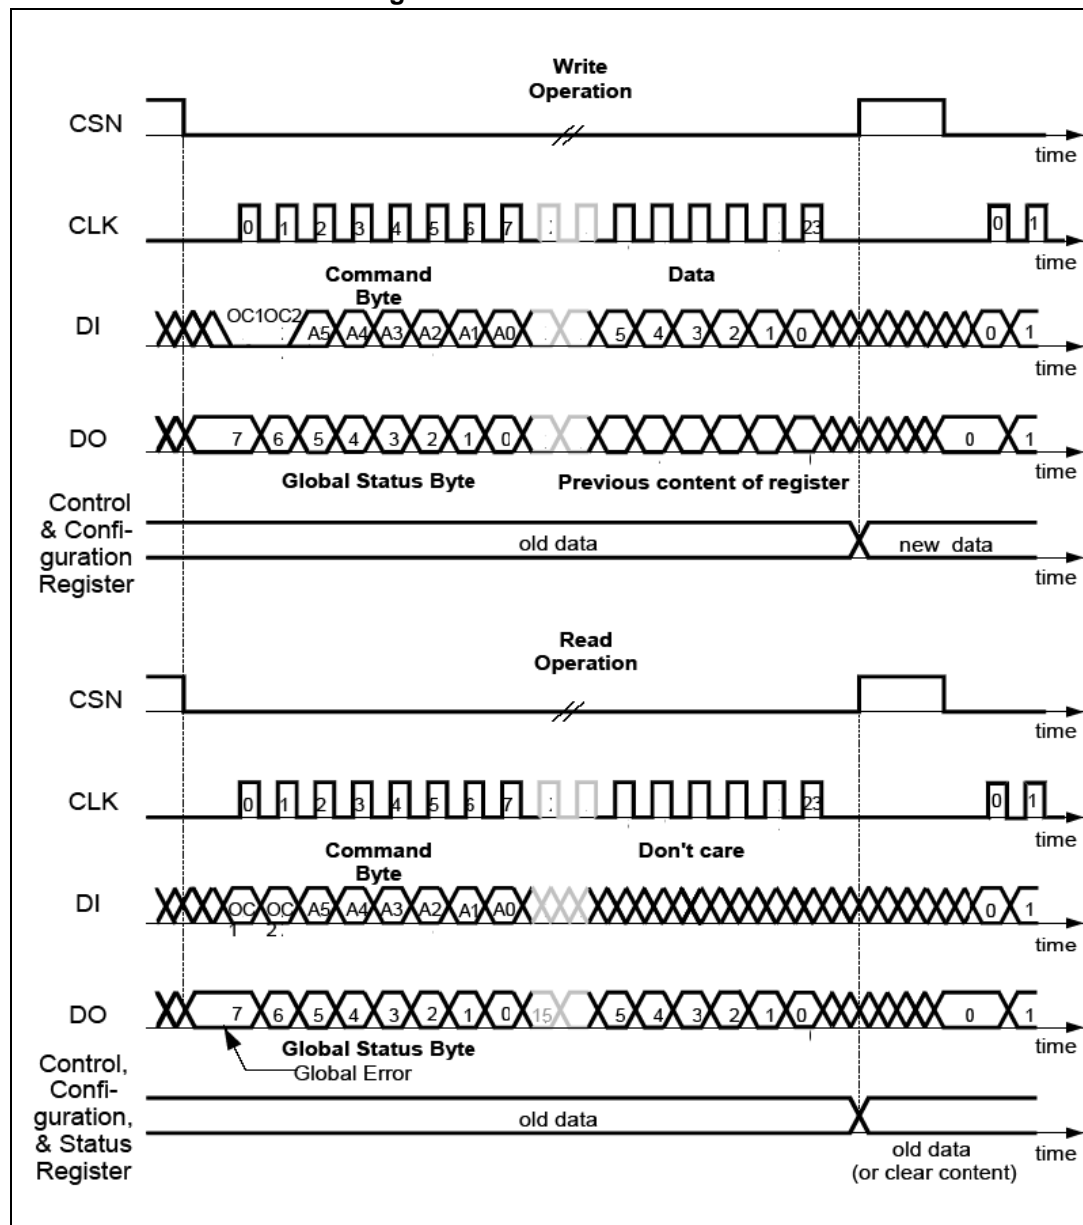 Write
Operation
CSN
time
CLK 0 1 2 3 4 5 6 7 23 0 1
time
Command
Byte
Data
DI OC1OC2 A5 A4 A3 A2 A1 A0 5 4 3 2 1 0 0 1
time
DO 7 6 5 4 3 2 1 0 0 1
time
Global Status Byte Previous content of register
Control
& Confi-
guration
Register
old data new data
time
Read
Operation
CSN
time
CLK 0 1 2 3 4 5 6 7 23 0 1
time
Command
Byte
Don't care
DI OC OC A5 A4 A3 A2 A1 A0 0 1
1 2
time
DO 7 6 5 4 3 2 1 0 15 5 4 3 2 1 0 0 1
time
Global Status Byte
Global Error
Control,
Confi-
guration,
& Status
Register
old data
time
old data
(or clear content)